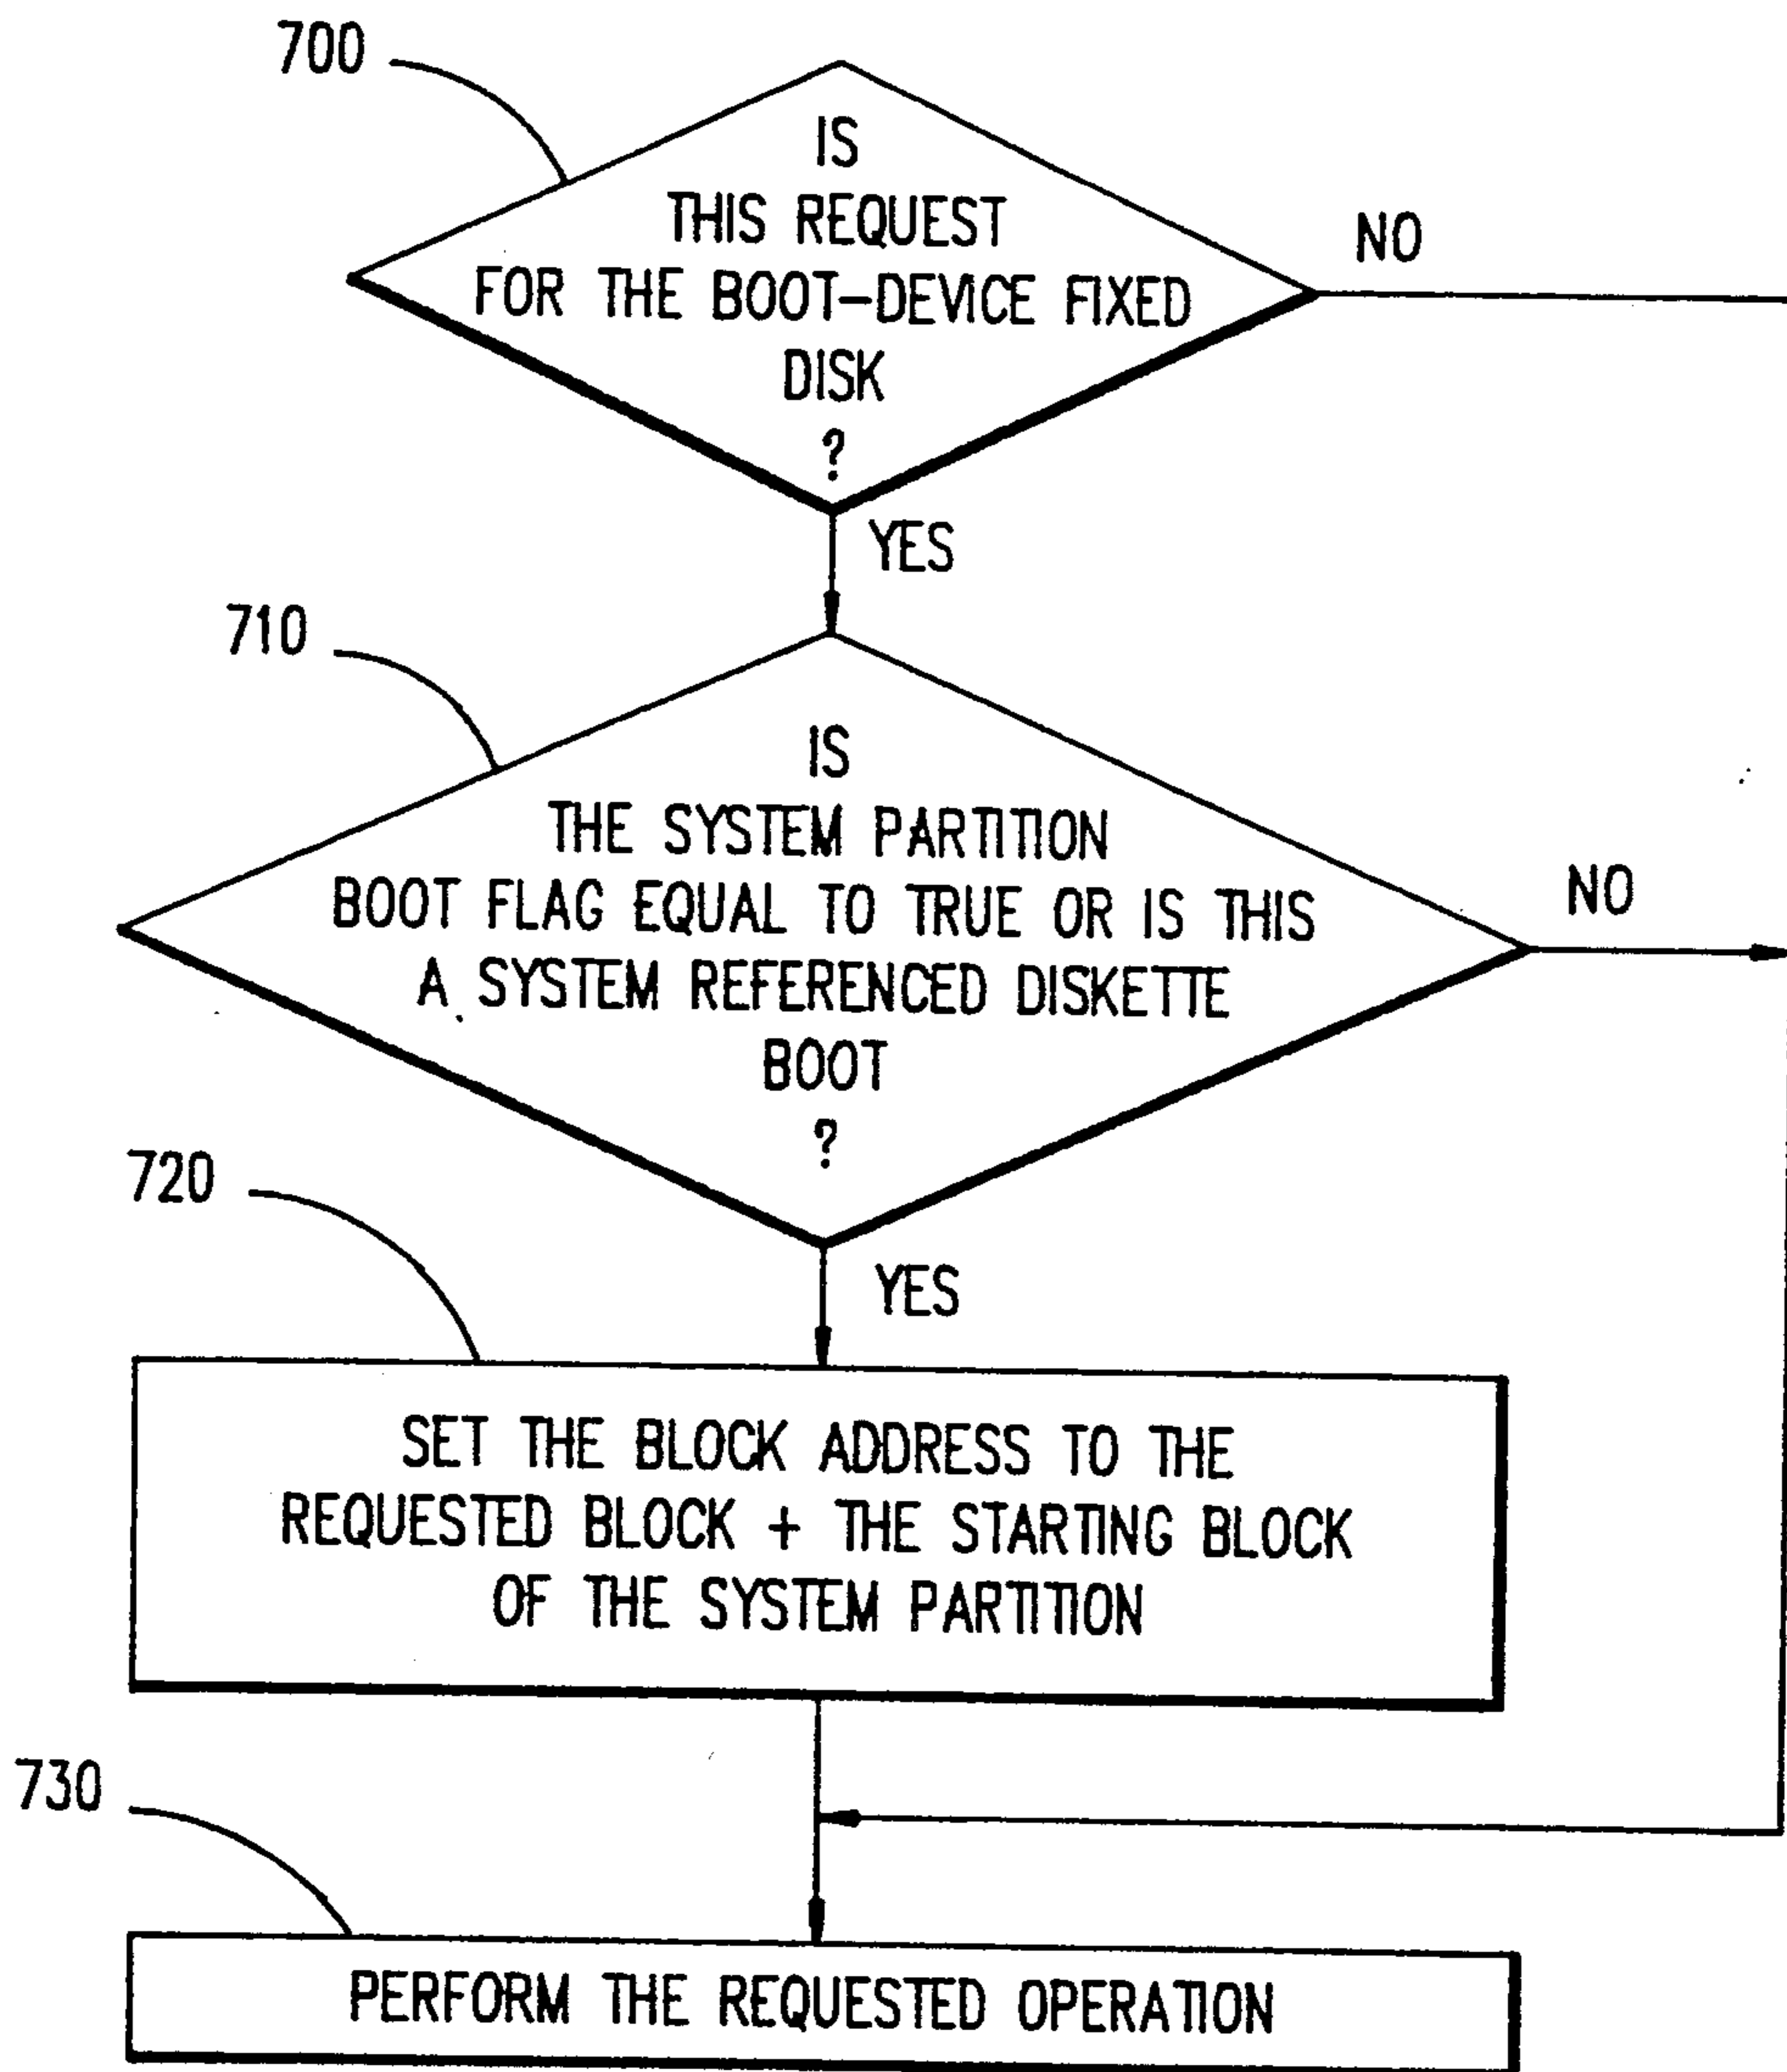 700
IS
THIS REQUEST
FOR THE BOOT-DEVICE FIXED
DISK
?
NO
YES
710
IS
THE SYSTEM PARTITION
BOOT FLAG EQUAL TO TRUE OR IS THIS
A SYSTEM REFERENCED DISKETTE
BOOT
?
NO
YES
720
SET THE BLOCK ADDRESS TO THE
REQUESTED BLOCK + THE STARTING BLOCK
OF THE SYSTEM PARTITION
730
PERFORM THE REQUESTED OPERATION